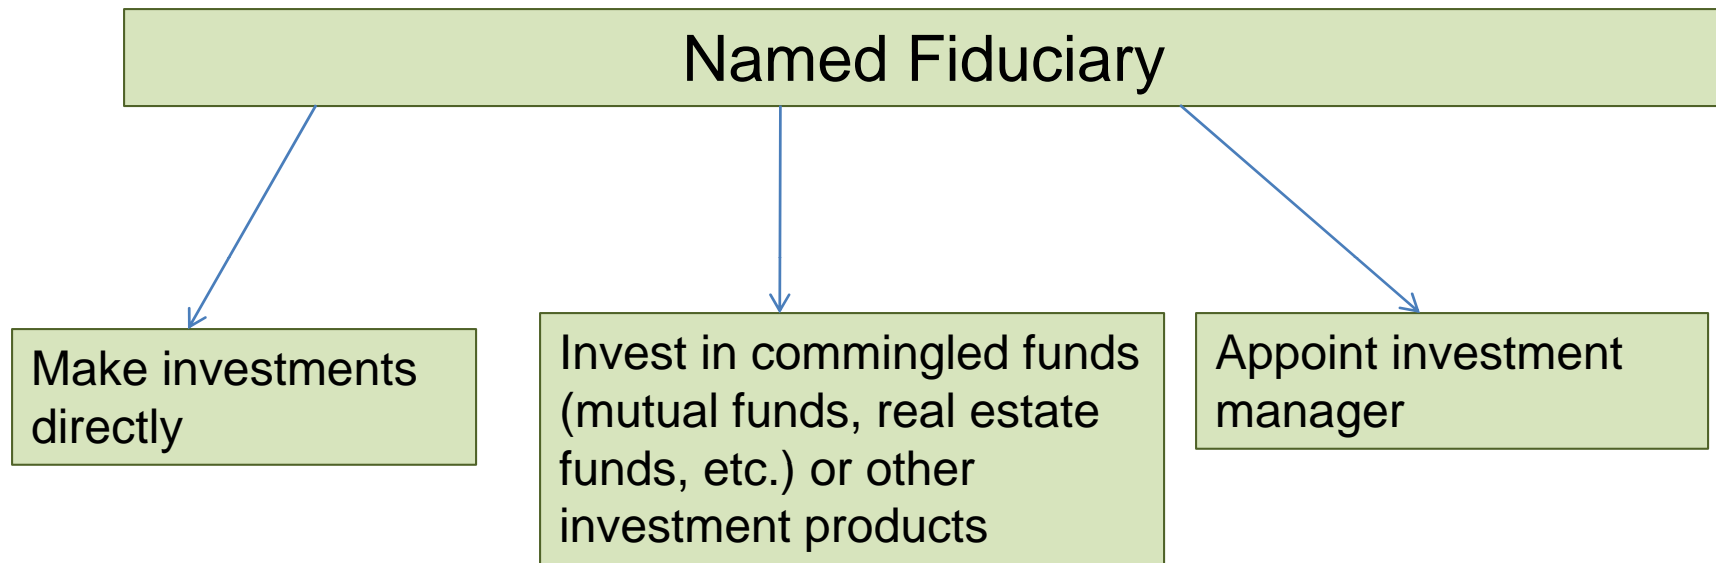 Named Fiduciary
Make investments
directly
Invest in commingled funds
(mutual funds, real estate
funds, etc.) or other
investment products
Appoint investment
manager